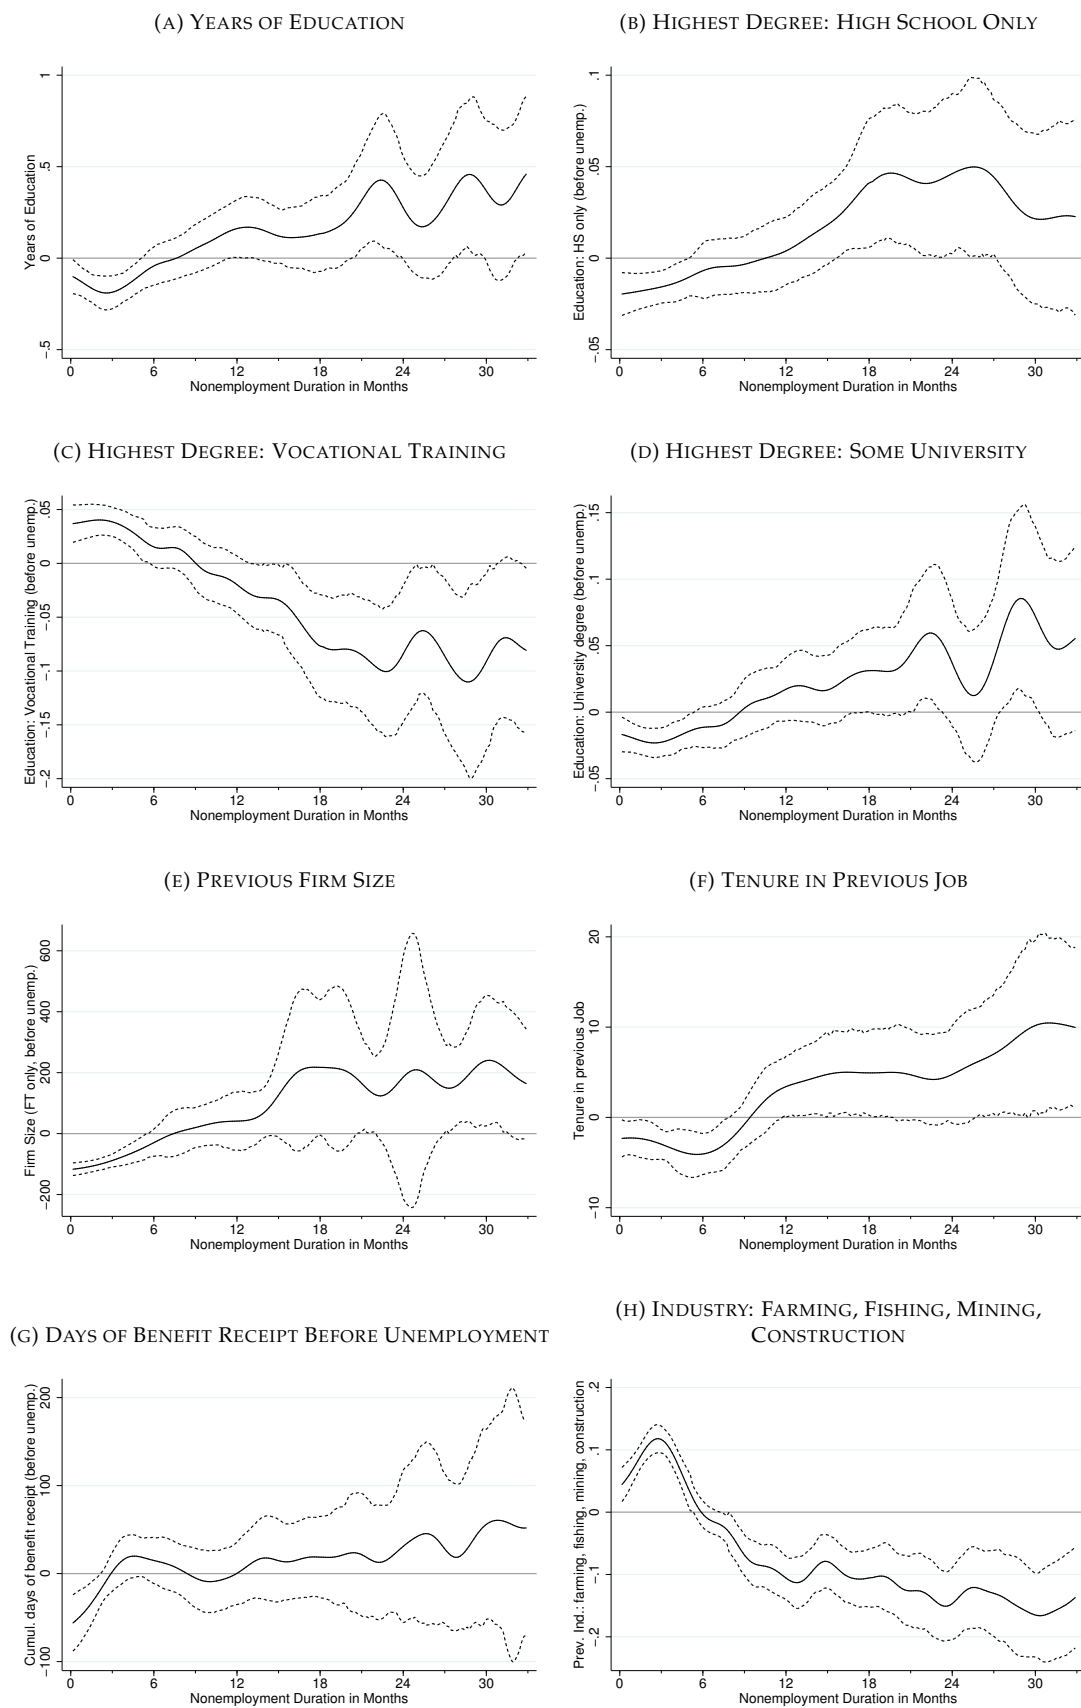 (A) YEARS OF EDUCATION
Years of Education
1
.5
0
-.5
0 6 12 18 24 30
Nonemployment Duration in Months
(B) HIGHEST DEGREE: HIGH SCHOOL ONLY
Education: HS only (before unemp.)
.1
.05
0
-.05
0 6 12 18 24 30
Nonemployment Duration in Months
(C) HIGHEST DEGREE: VOCATIONAL TRAINING
Education: Vocational Training (before unemp.)
.05
0
-.05
-.1
-.15
-.2
0 6 12 18 24 30
Nonemployment Duration in Months
(D) HIGHEST DEGREE: SOME UNIVERSITY
Education: University degree (before unemp.)
.15
.1
.05
0
-.05
0 6 12 18 24 30
Nonemployment Duration in Months
(E) PREVIOUS FIRM SIZE
Firm Size (FT only, before unemp.)
600
400
200
0
-200
0 6 12 18 24 30
Nonemployment Duration in Months
(F) TENURE IN PREVIOUS JOB
Tenure in previous Job
20
10
0
-10
0 6 12 18 24 30
Nonemployment Duration in Months
(G) DAYS OF BENEFIT RECEIPT BEFORE UNEMPLOYMENT
Cumul. days of benefit receipt (before unemp.)
200
100
0
-100
0 6 12 18 24 30
Nonemployment Duration in Months
(H) INDUSTRY: FARMING, FISHING, MINING,
CONSTRUCTION
Prev. Ind.: farming, fishing, mining, construction
.2
.1
0
-.1
-.2
0 6 12 18 24 30
Nonemployment Duration in Months